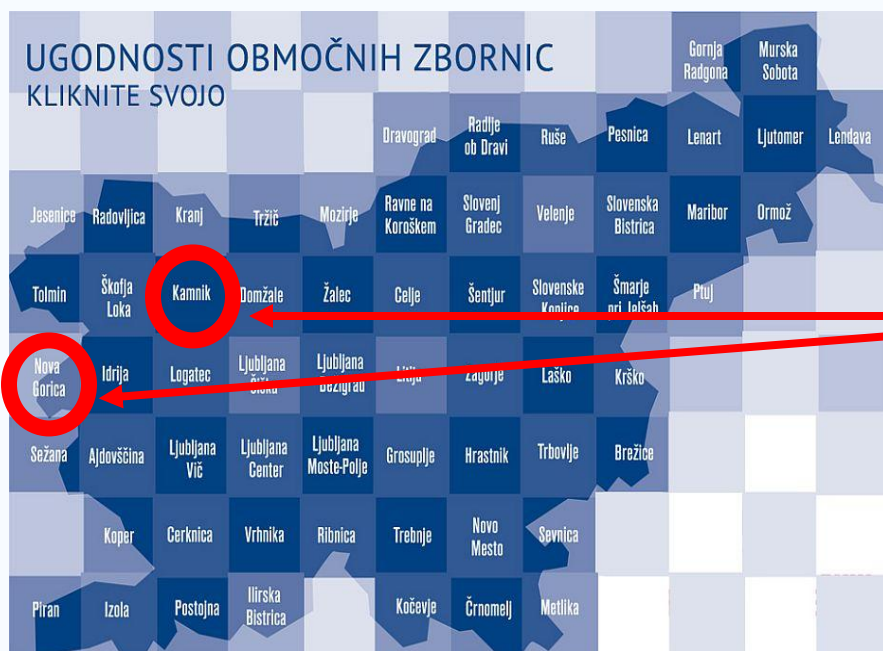 UGODNOSTI OBMOČNIH ZBORNIC
KLIKNITE SVOJO
Gornja Radgona
Murska Sobota
Dravograd
Radlje ob Dravi
Ruše
Pesnica
Lenart
Ljutomer
Lendava
Jesenice
Radovljica
Kranj
Tržič
Mozirje
Ravne na Koroškem
Slovenj Gradec
Velenje
Slovenska Bistrica
Maribor
Ormož
Tolmin
Škofja Loka
Kamnik
Domžale
Žalec
Celje
Šentjur
Slovenske Konjice
Šmarje pri Jelšah
Ptuj
Nova Gorica
Idrija
Logatec
Ljubljana Šiška
Ljubljana Bežigrad
Litija
Zagorje
Laško
Krško
Sežana
Ajdovščina
Ljubljana Vič
Ljubljana Center
Ljubljana Moste-Polje
Grosuplje
Hrastnik
Trbovlje
Brežice
Koper
Cerknica
Vrhnika
Ribnica
Trebnje
Novo Mesto
Sevnica
Piran
Izola
Postojna
Ilirska Bistrica
Kočevje
Črnomelj
Metlika